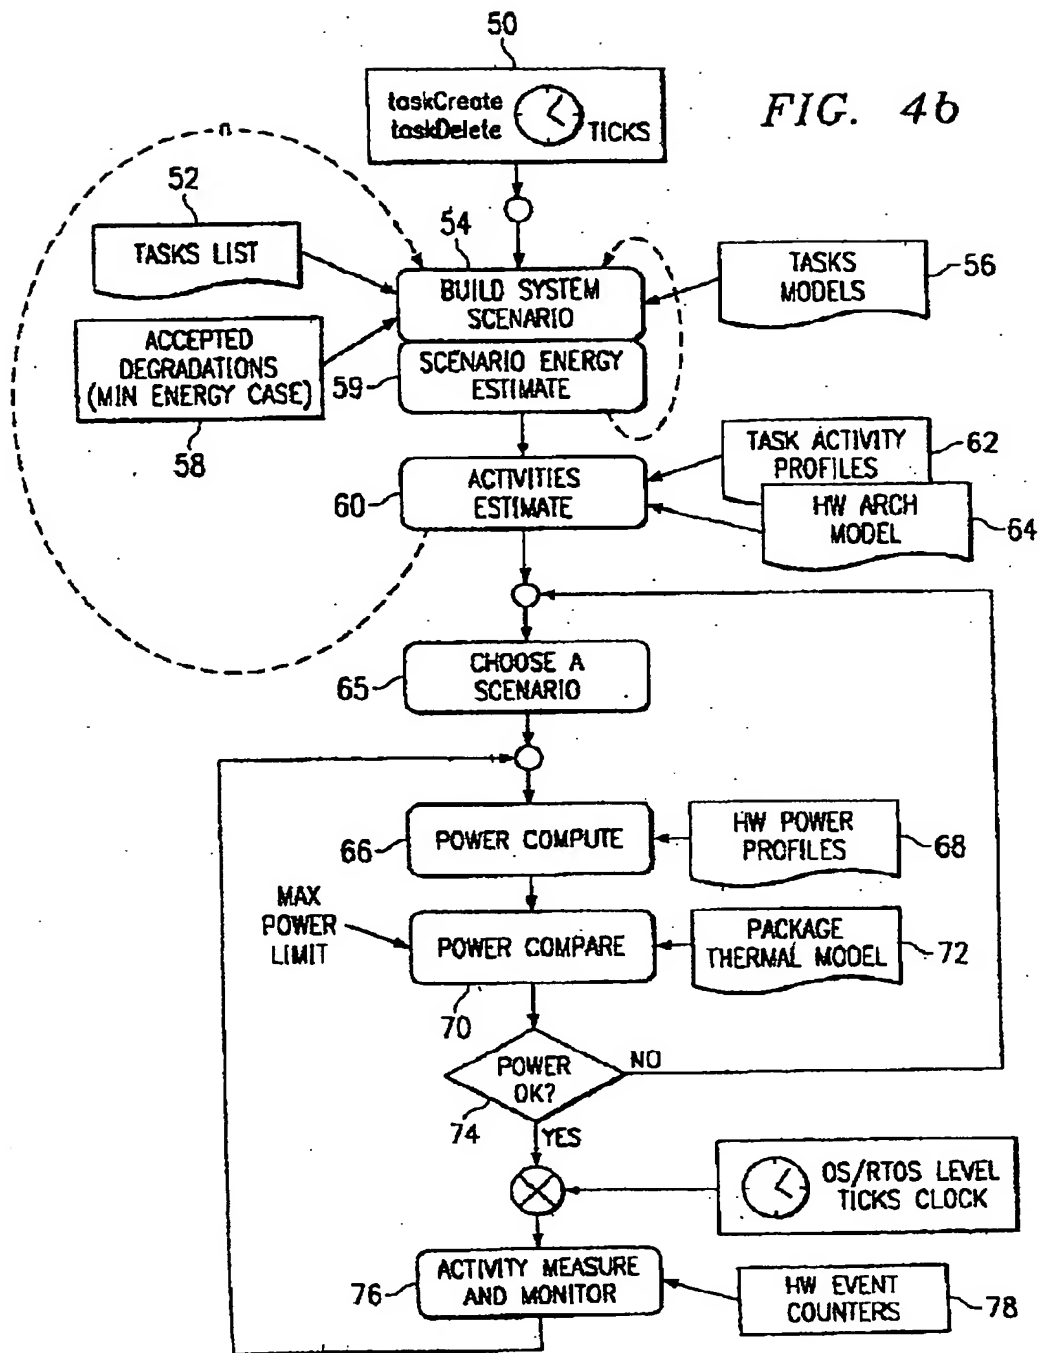 50
taskCreate
taskDelete
TICKS
FIG. 4b
n
52
TASKS LIST
54
BUILD SYSTEM
SCENARIO
TASKS
MODELS
56
ACCEPTED
DEGRADATIONS
(MIN ENERGY CASE)
58
59
SCENARIO ENERGY
ESTIMATE
60
ACTIVITIES
ESTIMATE
TASK ACTIVITY
PROFILES
62
HW ARCH
MODEL
64
65
CHOOSE A
SCENARIO
66
POWER COMPUTE
HW POWER
PROFILES
68
MAX
POWER
LIMIT
POWER COMPARE
70
PACKAGE
THERMAL MODEL
72
POWER
OK?
NO
74
YES
OS/RTOS LEVEL
TICKS CLOCK
76
ACTIVITY MEASURE
AND MONITOR
HW EVENT
COUNTERS
78